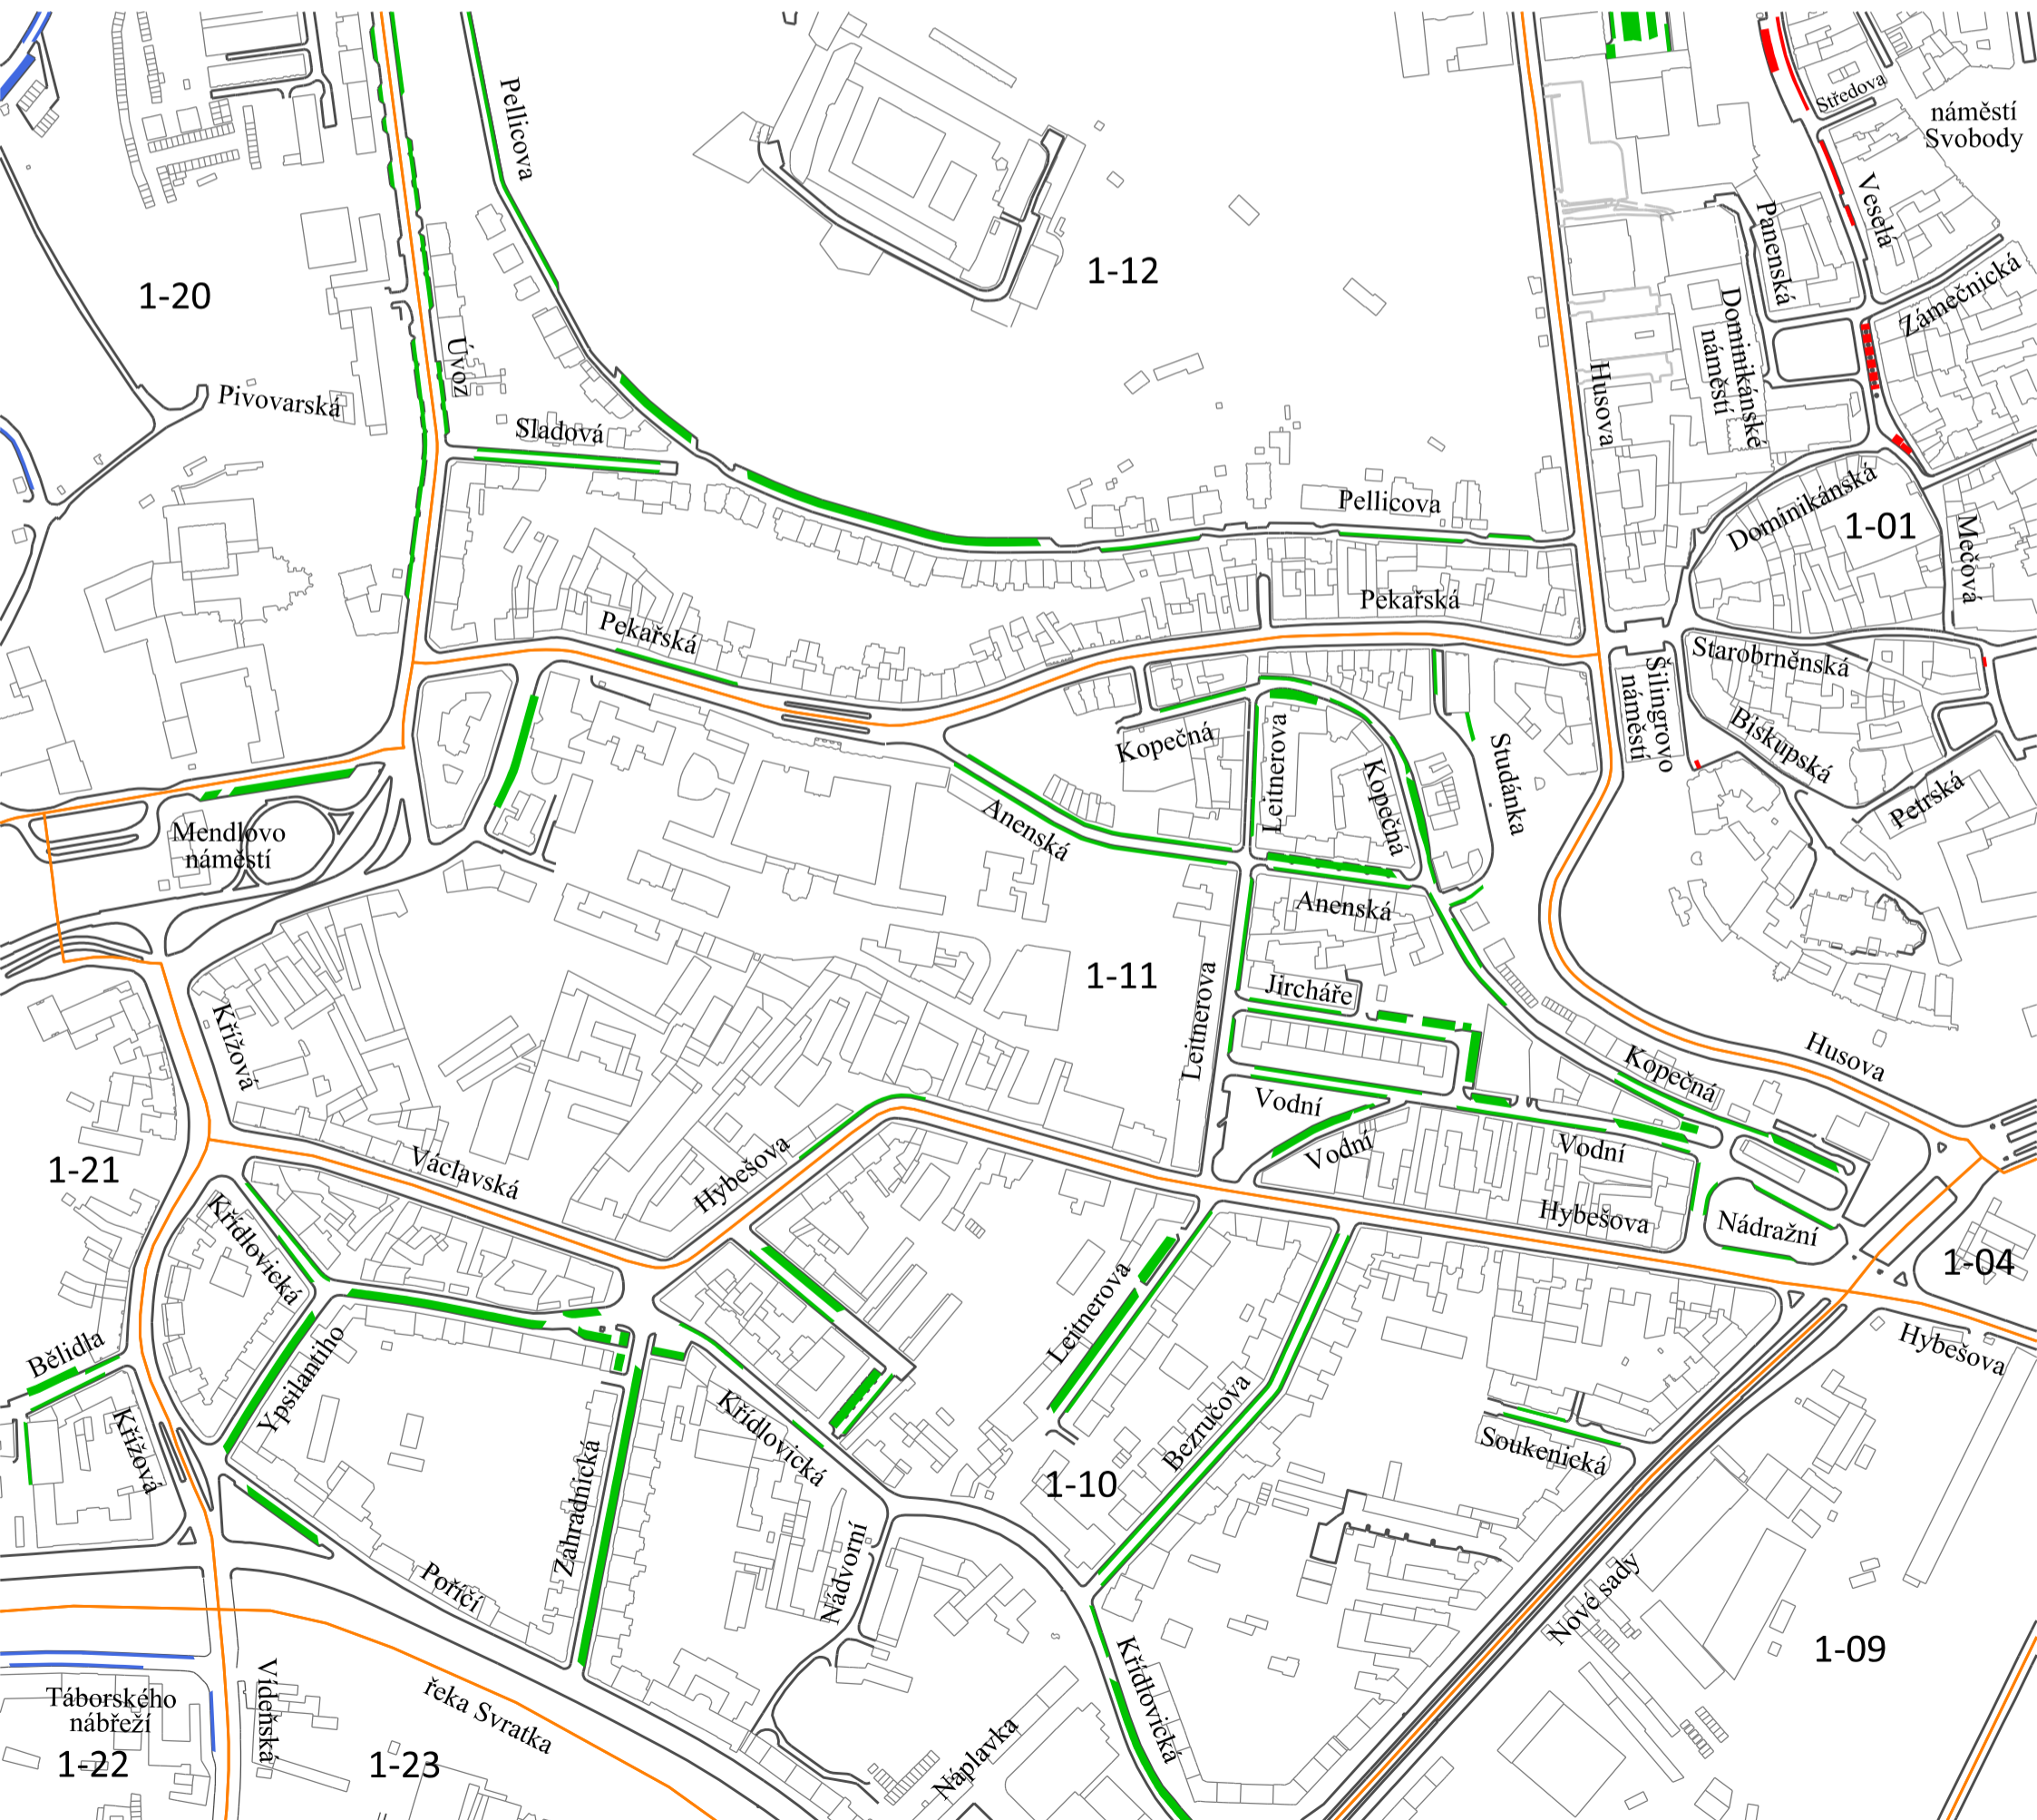 Pellicova
Středova
náměstí
Svobody
Veselá
Panenská
1-20
1-12
Zámečnická
Dominikánské
náměstí
Úvoz
Husova
Pivovarská
Sladová
Pellicova
Dominikánská
1-01
Mečová
Pekařská
Pekařská
Starobrněnská
Šilingrovo
náměstí
Biskupská
Petrská
Kopečná
Leitnerova
Kopečná
Studánka
Anenská
Mendlovo
náměstí
Anenská
1-11
Leitnerova
Jircháře
Křížová
Husova
Kopečná
Vodní
Vodní
Vodní
1-21
Václavská
Hybešova
Hybešova
Nádražní
1-04
Křídlovická
Leitnerova
Hybešova
Bělidla
Ypsilantiho
Křížová
Křídlovická
Bezručova
Soukenická
1-10
Zahradnická
Nádvorní
Poříčí
Nové sady
1-09
Křídlovická
Vídeňská
Táborského
nábřeží
řeka Svratka
1-22
1-23
Náplavka